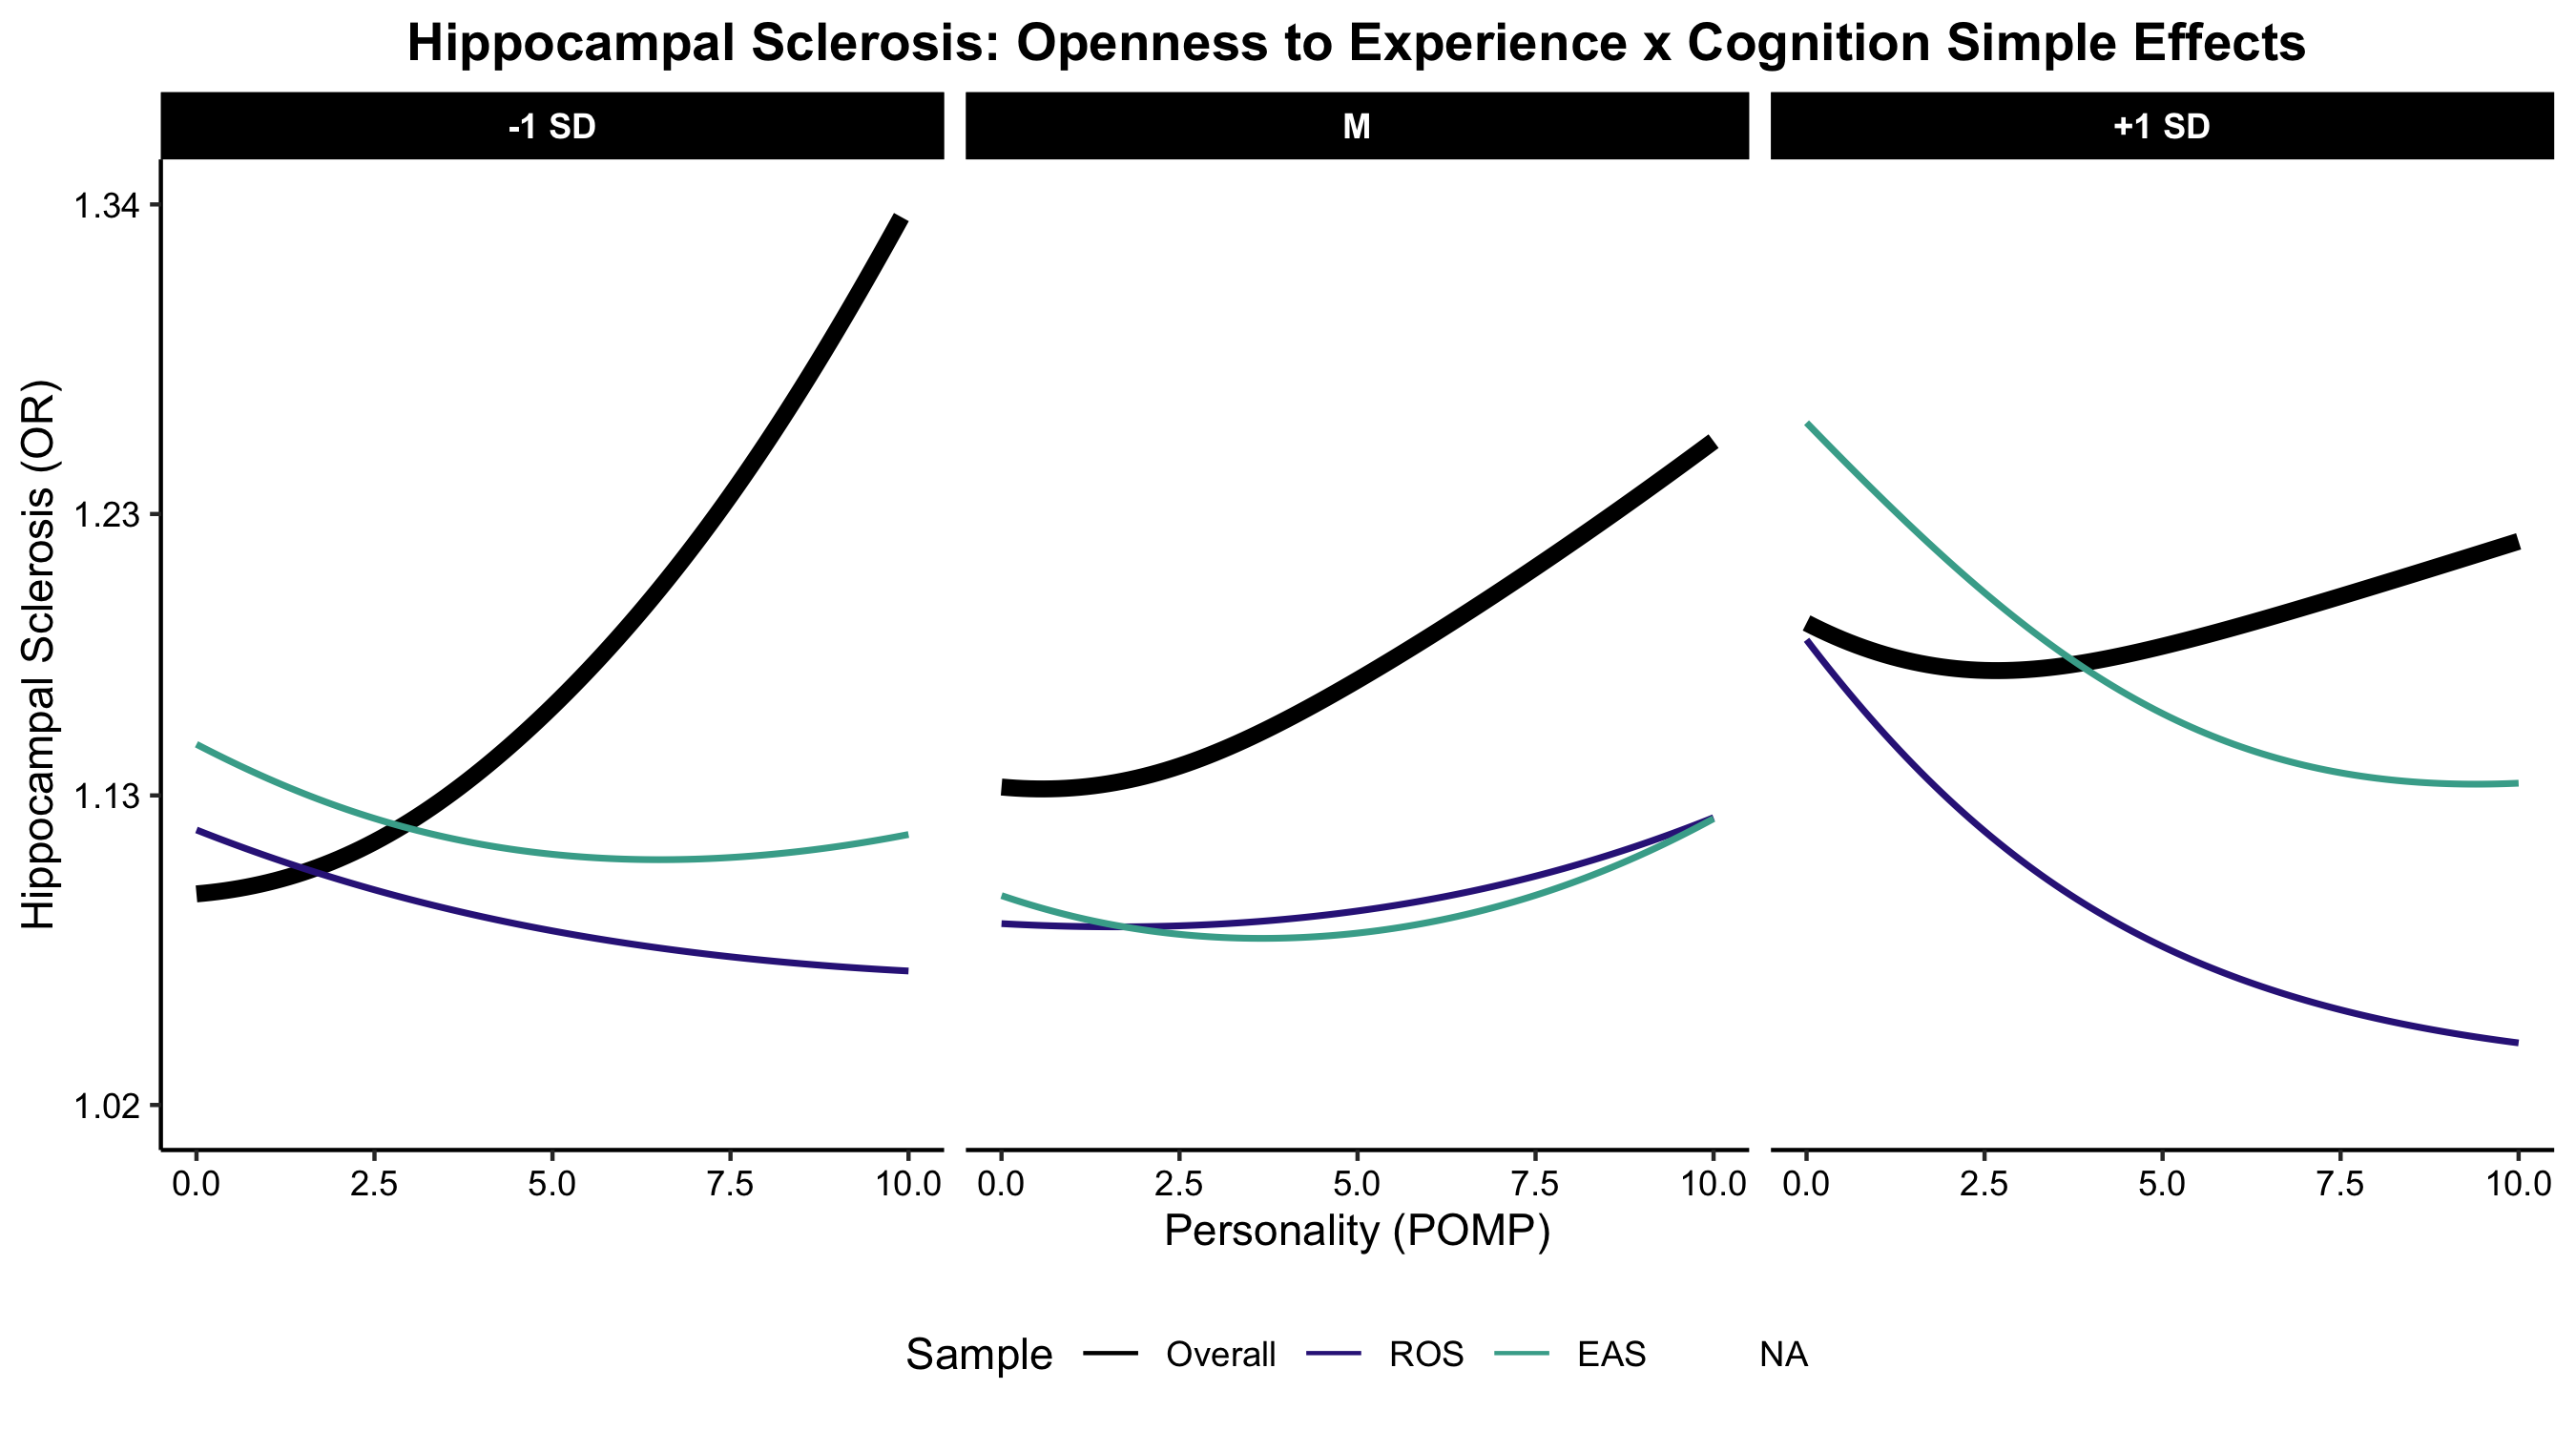 Hippocampal Sclerosis: Openness to Experience x Cognition Simple Effects
-1 SD M +1 SD
Hippocampal Sclerosis (OR)
1.34
1.23
1.13
1.02
0.0 2.5 5.0 7.5 10.0 0.0 2.5 5.0 7.5 10.0 0.0 2.5 5.0 7.5 10.0
Personality (POMP)
Sample Overall ROS EAS NA